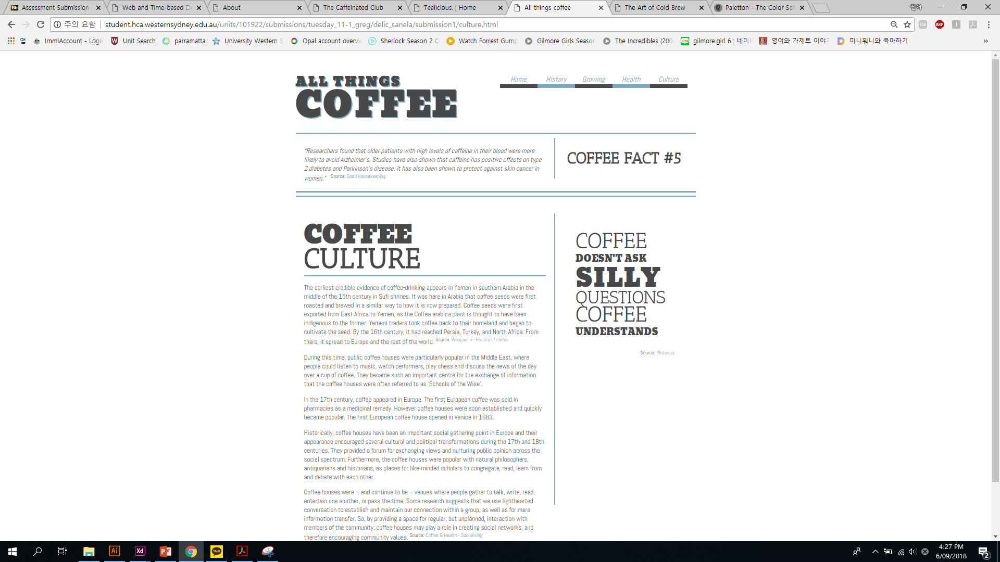 Assessment Submission
Web and Time-based De
About
The Caffeinated Club
Tealicious. | Home
All things coffee
The Art of Cold Brew
Paletton - The Color Sch
진아
주의 요함
student.hca.westernsydney.edu.au/units/101922/submissions/tuesday_11-1_greg/delic_sanela/submission1/culture.html
앱
ImmiAccount - Login
Unit Search
parramatta
University Western S
Opal account overvie
Sherlock Season 2 O
Watch Forrest Gump
Gilmore Girls Season
The Incredibles (200
gilmore.girl 6 : 네이버
영어와 가제트 이야기
미니워니와 육아하기
ALL THINGS
COFFEE
Home History Growing Health Culture
“Researchers found that older patients with high levels of caffeine in their blood were more
likely to avoid Alzheimer’s. Studies have also shown that caffeine has positive effects on type
2 diabetes and Parkinson’s disease. It has also been shown to protect against skin cancer in
women.” Source: Good Housekeeping
COFFEE FACT #5
COFFEE
CULTURE
The earliest credible evidence of coffee-drinking appears in Yemen in southern Arabia in the
middle of the 15th century in Sufi shrines. It was here in Arabia that coffee seeds were first
roasted and brewed in a similar way to how it is now prepared. Coffee seeds were first
exported from East Africa to Yemen, as the Coffea arabica plant is thought to have been
indigenous to the former. Yemeni traders took coffee back to their homeland and began to
cultivate the seed. By the 16th century, it had reached Persia, Turkey, and North Africa. From
there, it spread to Europe and the rest of the world. Source: Wikepedia - History of coffee
During this time, public coffee houses were particularly popular in the Middle East, where
people could listen to music, watch performers, play chess and discuss the news of the day
over a cup of coffee. They became such an important centre for the exchange of information
that the coffee houses were often referred to as ‘Schools of the Wise’.
In the 17th century, coffee appeared in Europe. The first European coffee was sold in
pharmacies as a medicinal remedy. However coffee houses were soon established and quickly
became popular. The first European coffee house opened in Venice in 1683.
Historically, coffee houses have been an important social gathering point in Europe and their
appearance encouraged several cultural and political transformations during the 17th and 18th
centuries. They provided a forum for exchanging views and nurturing public opinion across the
social spectrum. Furthermore, the coffee houses were popular with natural philosophers,
antiquarians and historians, as places for like-minded scholars to congregate, read, learn from
and debate with each other.
Coffee houses were – and continue to be – venues where people gather to talk, write, read,
entertain one another, or pass the time. Some research suggests that we use lighthearted
conversation to establish and maintain our connection within a group, as well as for mere
information transfer. So, by providing a space for regular, but unplanned, interaction with
members of the community, coffee houses may play a role in creating social networks, and
therefore encouraging community values. Source: Coffee & Health - Socialising
COFFEE
DOESN'T ASK
SILLY
QUESTIONS
COFFEE
UNDERSTANDS
Source: Pinterest
4:27 PM
6/09/2018
2